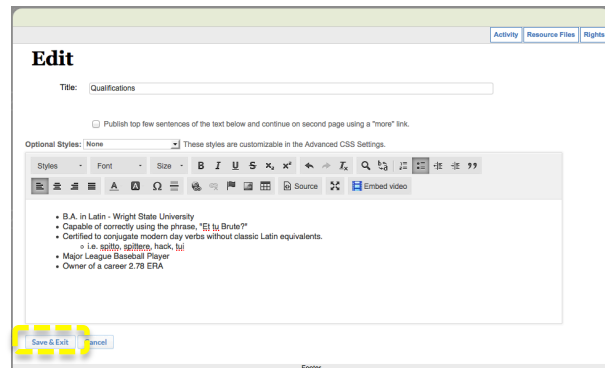 Activity Resource Files Rights
Edit
Title: Qualifications
Publish top few sentences of the text below and continue on second page using a "more" link.
Optional Styles: None These styles are customizable in the Advanced CSS Settings.
Styles Font Size B I U S X₂ X² Tx
A A Ω Source Embed video
• B.A. in Latin - Wright State University
• Capable of correctly using the phrase, "Et tu Brute?"
• Certified to conjugate modern day verbs without classic Latin equivalents.
o i.e. spitto, spittere, hack, tui
• Major League Baseball Player
• Owner of a career 2.78 ERA
Save & Exit Cancel
Footer